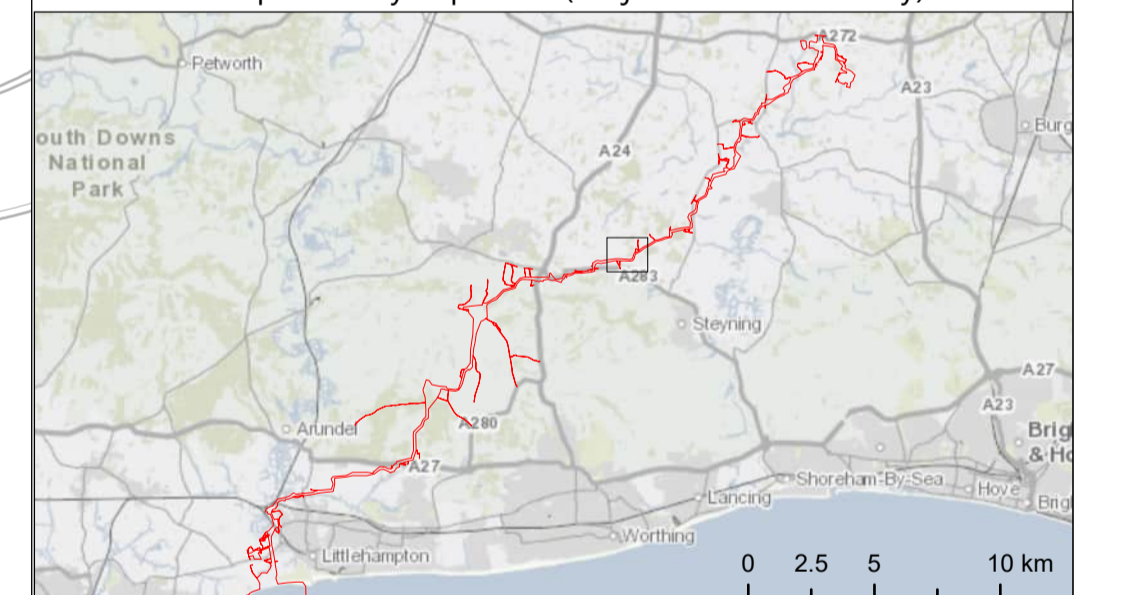 A272
Petworth
A23
Burg
outh Downs
National
Park
A24
A283
Steyning
A27
A23
Arundel
A280
Brig
& Ho
A27
Shoreham-By-Sea
Hove
Lancing
Brig
Worthing
Littlehampton
0 2.5 5 10 km